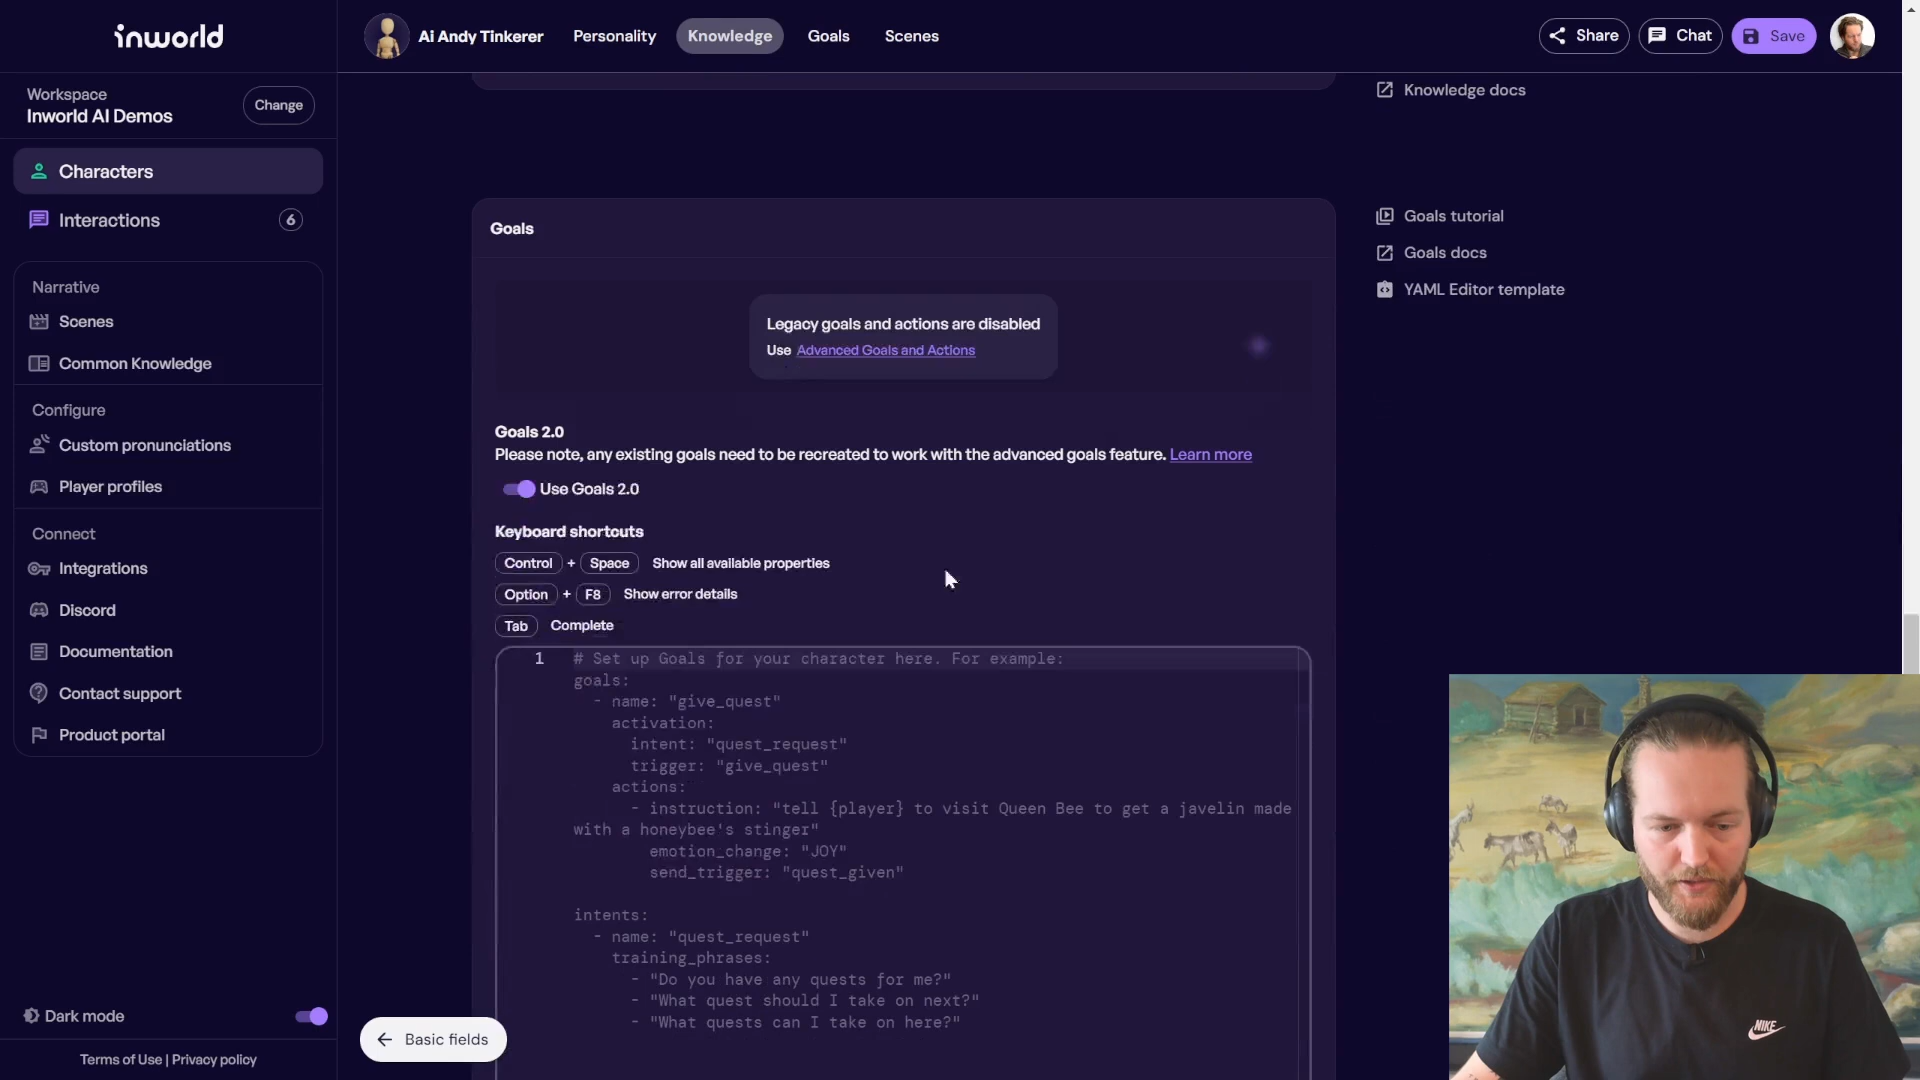 inworld
Ai Andy Tinkerer
Personality
Knowledge
Goals
Scenes
Share
Chat
Save
Workspace
Inworld AI Demos
Change
Characters
Interactions
6
Narrative
Scenes
Common Knowledge
Configure
Custom pronunciations
Player profiles
Connect
Integrations
Discord
Documentation
Contact support
Product portal
Dark mode
Terms of Use | Privacy policy
Knowledge docs
Goals
Legacy goals and actions are disabled
Use Advanced Goals and Actions
Goals 2.0
Please note, any existing goals need to be recreated to work with the advanced goals feature. Learn more
Use Goals 2.0
Keyboard shortcuts
Control + Space Show all available properties
Option + F8 Show error details
Tab Complete
1 # Set up Goals for your character here. For example:
goals:
- name: "give_quest"
activation:
intent: "quest_request"
trigger: "give_quest"
actions:
- instruction: "tell {player} to visit Queen Bee to get a javelin made
with a honeybee's stinger"
emotion_change: "JOY"
send_trigger: "quest_given"
intents:
- name: "quest_request"
training_phrases:
- "Do you have any quests for me?"
- "What quest should I take on next?"
- "What quests can I take on here?"
Basic fields
Goals tutorial
Goals docs
YAML Editor template
NIKE